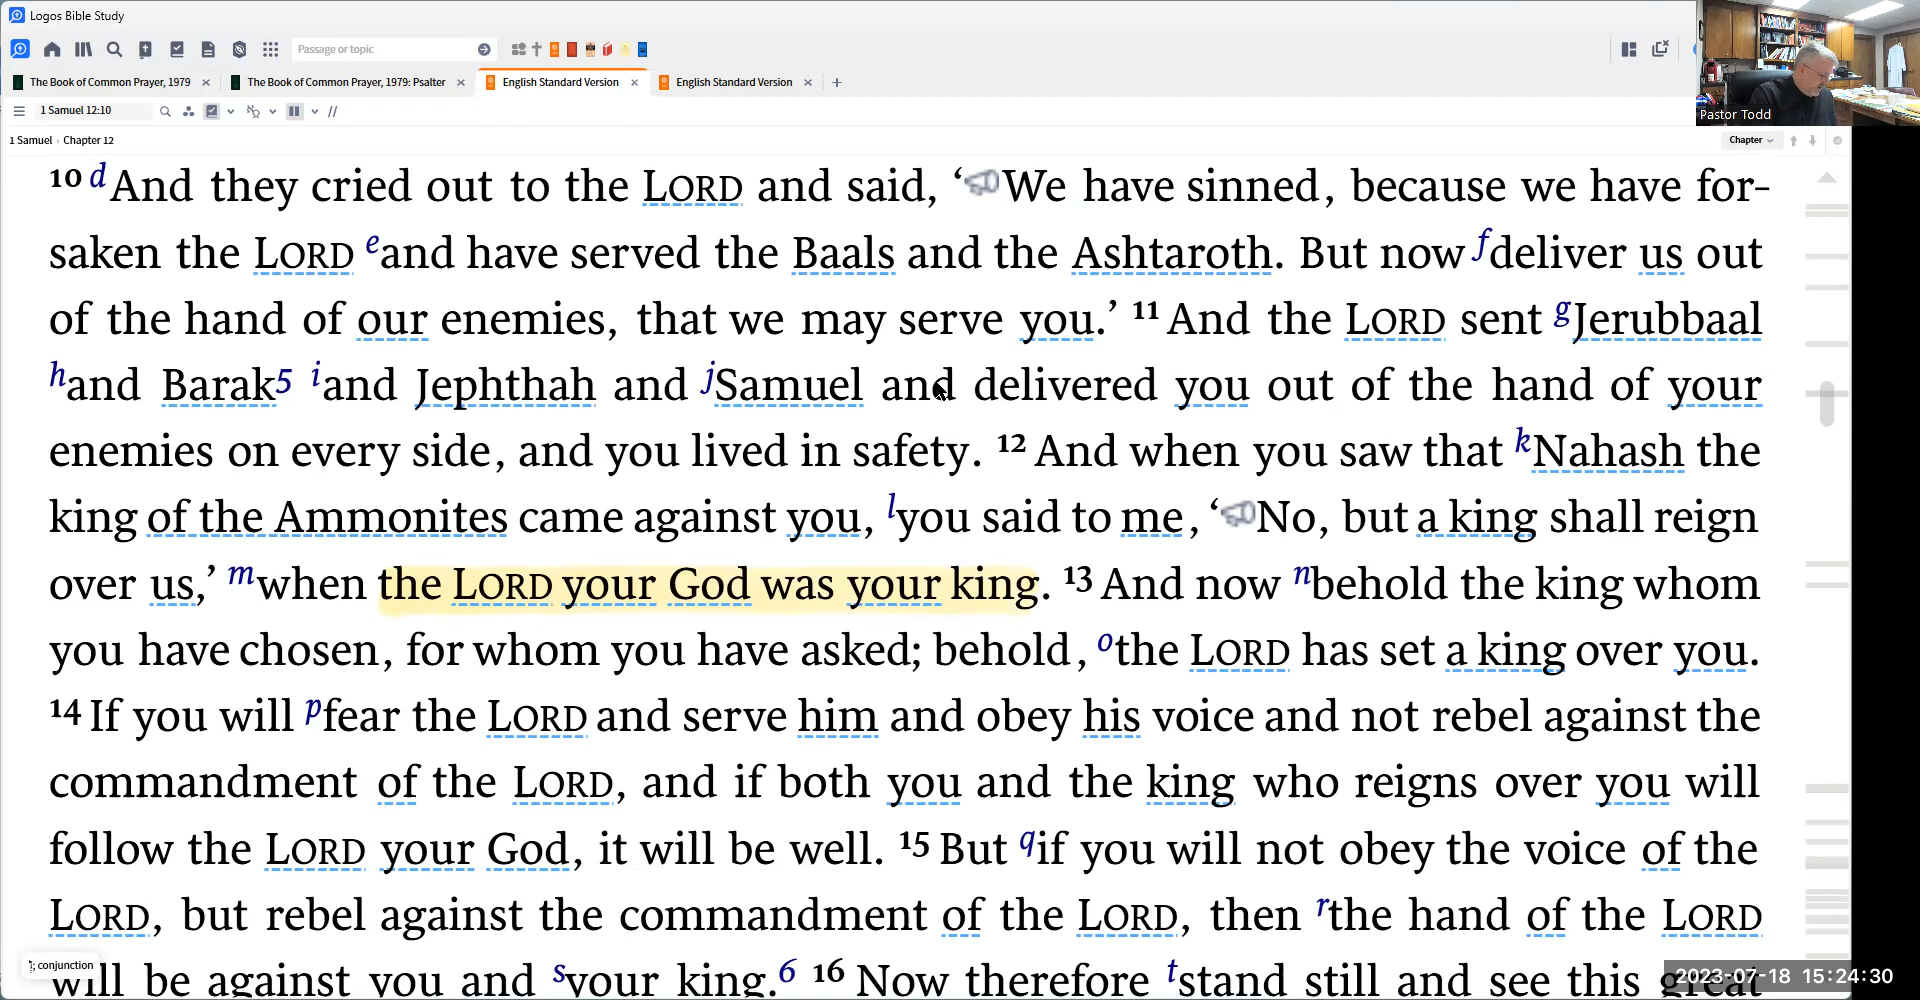 Logos Bible Study
Passage or topic
The Book of Common Prayer, 1979
The Book of Common Prayer, 1979: Psalter
English Standard Version
English Standard Version
1 Samuel 12:10
Pastor Todd
1 Samuel › Chapter 12
Chapter
10 d And they cried out to the LORD and said, ‘We have sinned, because we have for-
saken the LORD e and have served the Baals and the Ashtaroth. But now f deliver us out
of the hand of our enemies, that we may serve you.’ 11 And the LORD sent g Jerubbaal
h and Barak5 i and Jephthah and j Samuel and delivered you out of the hand of your
enemies on every side, and you lived in safety. 12 And when you saw that k Nahash the
king of the Ammonites came against you, l you said to me, ‘No, but a king shall reign
over us,’ m when the LORD your God was your king. 13 And now n behold the king whom
you have chosen, for whom you have asked; behold, o the LORD has set a king over you.
14 If you will p fear the LORD and serve him and obey his voice and not rebel against the
commandment of the LORD, and if both you and the king who reigns over you will
follow the LORD your God, it will be well. 15 But q if you will not obey the voice of the
LORD, but rebel against the commandment of the LORD, then r the hand of the LORD
will be against you and s your king.6 16 Now therefore t stand still and see this great
conjunction
2023-07-18 15:24:30